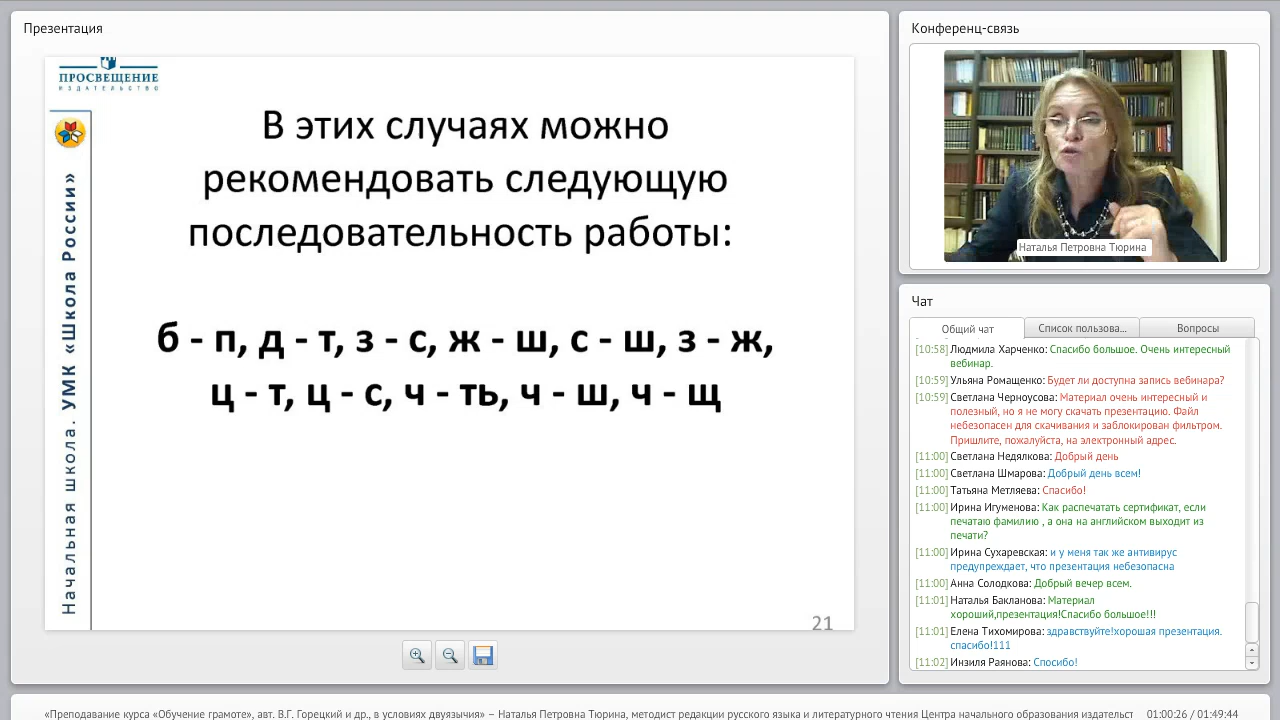 Презентация
ПРОСВЕЩЕНИЕ
ИЗДАТЕЛЬСТВО
Начальная школа. УМК «Школа России»
В этих случаях можно
рекомендовать следующую
последовательность работы:
б - п, д - т, з - с, ж - ш, с - ш, з - ж,
ц - т, ц - с, ч - ть, ч - ш, ч - щ
21
Конференц-связь
Наталья Петровна Тюрина
Чат
Общий чат
Список пользова...
Вопросы
[10:58] Людмила Харченко: Спасибо большое. Очень интересный
вебинар.
[10:59] Ульяна Ромащенко: Будет ли доступна запись вебинара?
[10:59] Светлана Черноусова: Материал очень интересный и
полезный, но я не могу скачать презентацию. Файл
небезопасен для скачивания и заблокирован фильтром.
Пришлите, пожалуйста, на электронный адрес.
[11:00] Светлана Недялкова: Добрый день
[11:00] Светлана Шмарова: Добрый день всем!
[11:00] Татьяна Метляева: Спасибо!
[11:00] Ирина Игуменова: Как распечатать сертификат, если
печатаю фамилию , а она на английском выходит из
печати?
[11:00] Ирина Сухаревская: и у меня так же антивирус
предупреждает, что презентация небезопасна
[11:00] Анна Солодкова: Добрый вечер всем.
[11:01] Наталья Бакланова: Материал
хороший,презентация!Спасибо большое!!!
[11:01] Елена Тихомирова: здравствуйте!хорошая презентация.
спасибо!111
[11:02] Инзиля Раянова: Спосибо!
«Преподавание курса «Обучение грамоте», авт. В.Г. Горецкий и др., в условиях двуязычия» – Наталья Петровна Тюрина, методист редакции русского языка и литературного чтения Центра начального образования издательст
01:00:26 / 01:49:44